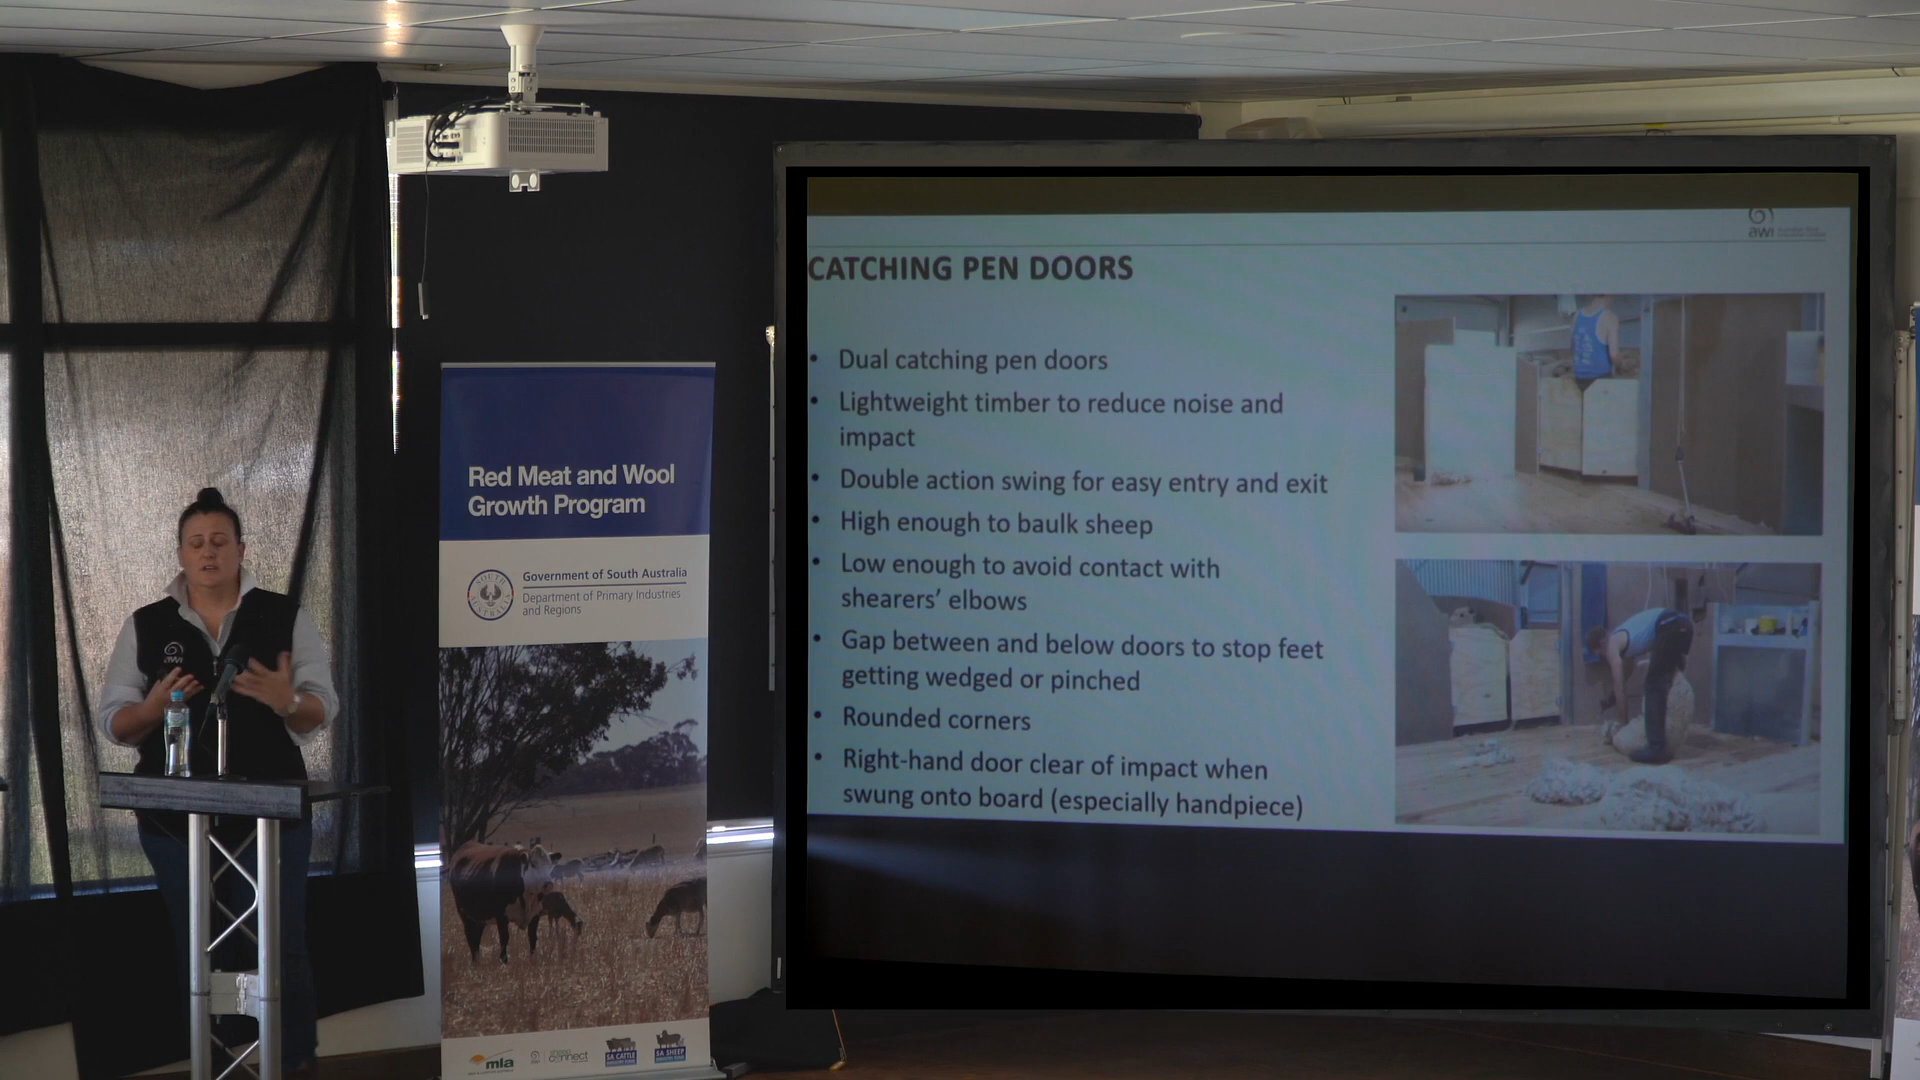 awi
CATCHING PEN DOORS
• Dual catching pen doors
• Lightweight timber to reduce noise and
impact
• Double action swing for easy entry and exit
• High enough to baulk sheep
• Low enough to avoid contact with
shearers’ elbows
• Gap between and below doors to stop feet
getting wedged or pinched
• Rounded corners
• Right-hand door clear of impact when
swung onto board (especially handpiece)
Red Meat and Wool
Growth Program
SOUTH
AUSTRALIA
Government of South Australia
Department of Primary Industries
and Regions
mla
connect
SA CATTLE
SA SHEEP
awi